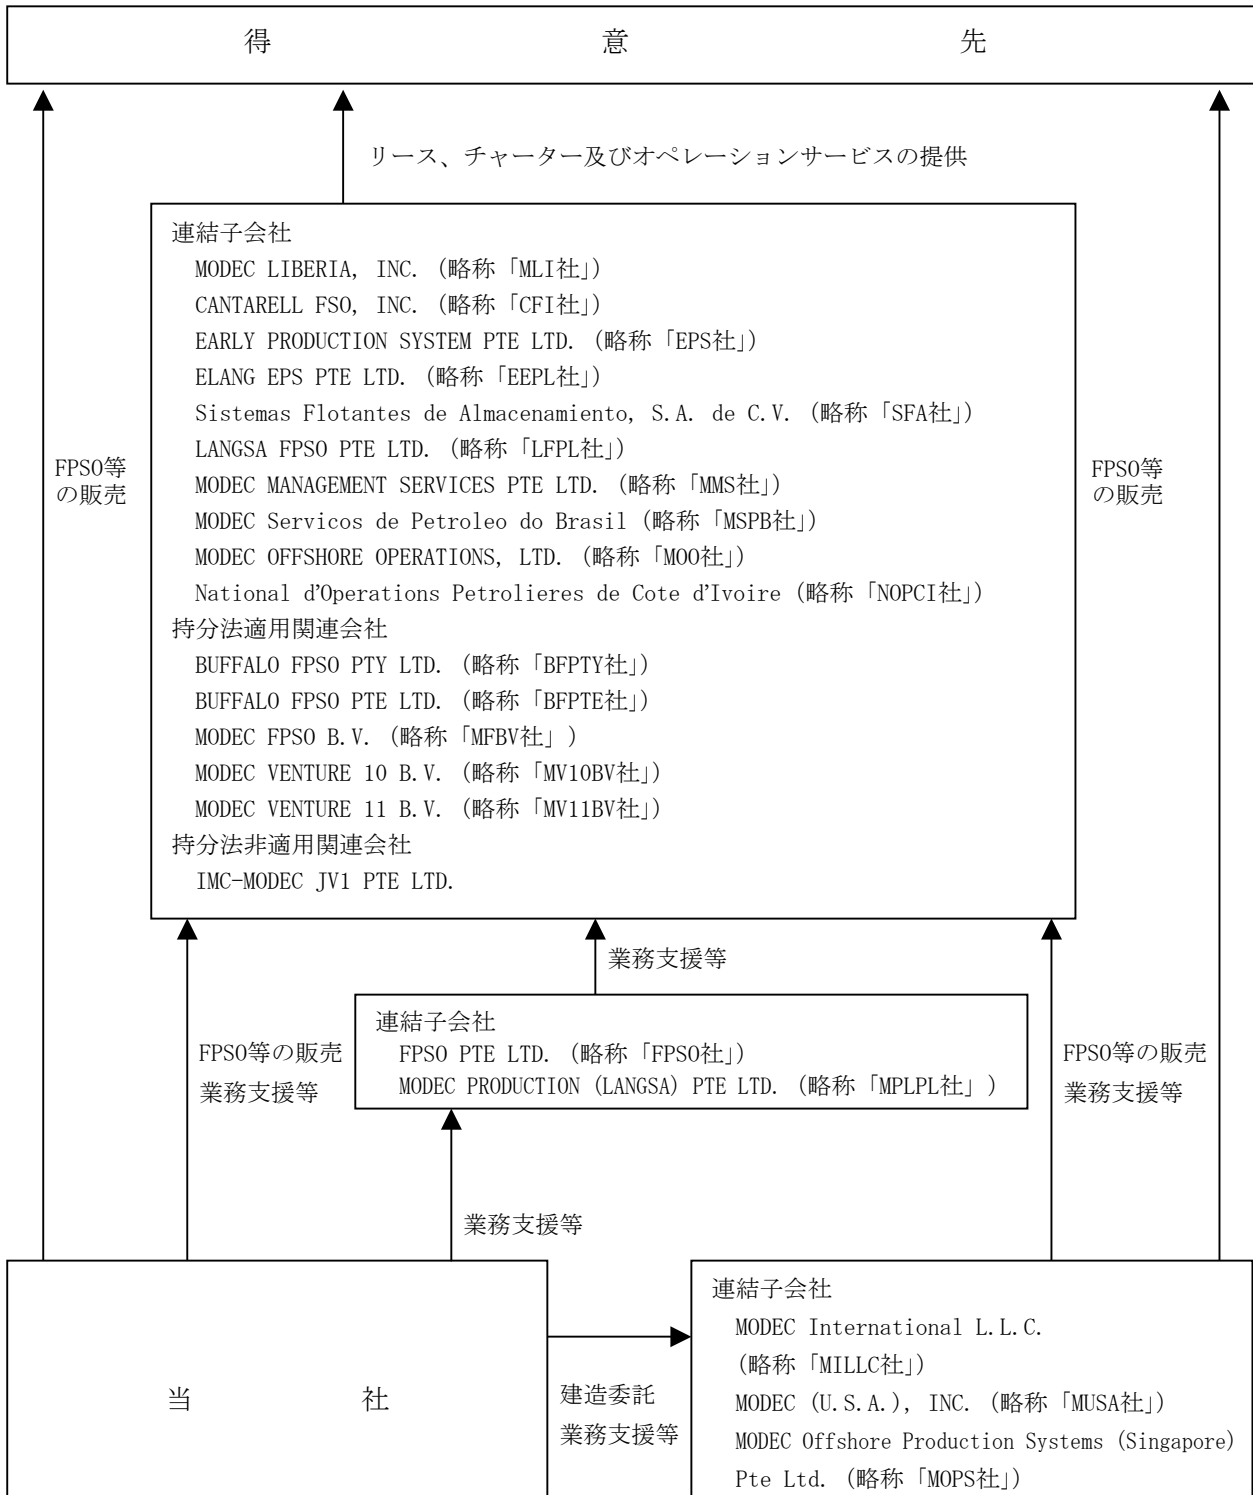 得意先
リース、チャーター及びオペレーションサービスの提供
連結子会社
MODEC LIBERIA, INC. (略称「MLI社」)
CANTARELL FSO, INC. (略称「CFI社」)
EARLY PRODUCTION SYSTEM PTE LTD. (略称「EPS社」)
ELANG EPS PTE LTD. (略称「EEPL社」)
Sistemas Flotantes de Almacenamiento, S.A. de C.V. (略称「SFA社」)
LANGSA FPSO PTE LTD. (略称「LFPL社」)
MODEC MANAGEMENT SERVICES PTE LTD. (略称「MMS社」)
MODEC Servicos de Petroleo do Brasil (略称「MSPB社」)
MODEC OFFSHORE OPERATIONS, LTD. (略称「MOO社」)
National d'Operations Petrolieres de Cote d'Ivoire (略称「NOPCI社」)
持分法適用関連会社
BUFFALO FPSO PTY LTD. (略称「BFPTY社」)
BUFFALO FPSO PTE LTD. (略称「BFPTE社」)
MODEC FPSO B.V. (略称「MFBV社」)
MODEC VENTURE 10 B.V. (略称「MV10BV社」)
MODEC VENTURE 11 B.V. (略称「MV11BV社」)
持分法非適用関連会社
IMC-MODEC JV1 PTE LTD.
FPSO等
の販売
FPSO等
の販売
業務支援等
連結子会社
FPSO PTE LTD. (略称「FPSO社」)
MODEC PRODUCTION (LANGSA) PTE LTD. (略称「MPLPL社」)
FPSO等の販売
業務支援等
FPSO等の販売
業務支援等
業務支援等
当社
建造委託
業務支援等
連結子会社
MODEC International L.L.C.
(略称「MILLC社」)
MODEC (U.S.A.), INC. (略称「MUSA社」)
MODEC Offshore Production Systems (Singapore)
Pte Ltd. (略称「MOPS社」)